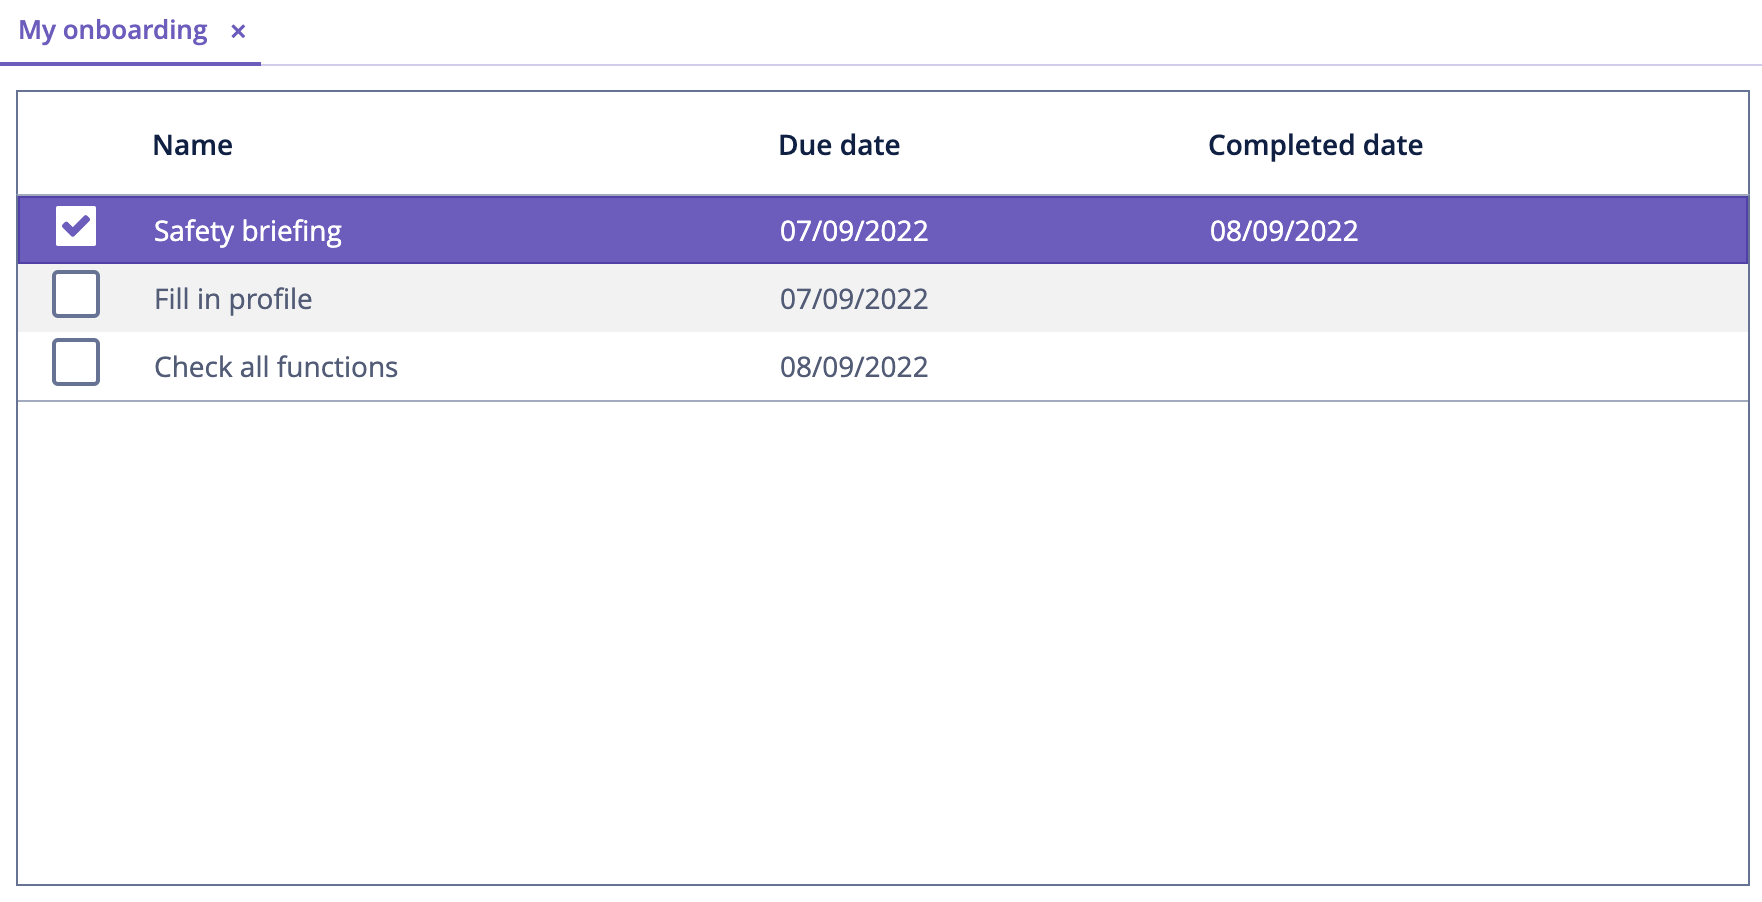 My onboarding ×
Name Due date Completed date
Safety briefing 07/09/2022 08/09/2022
Fill in profile 07/09/2022
Check all functions 08/09/2022